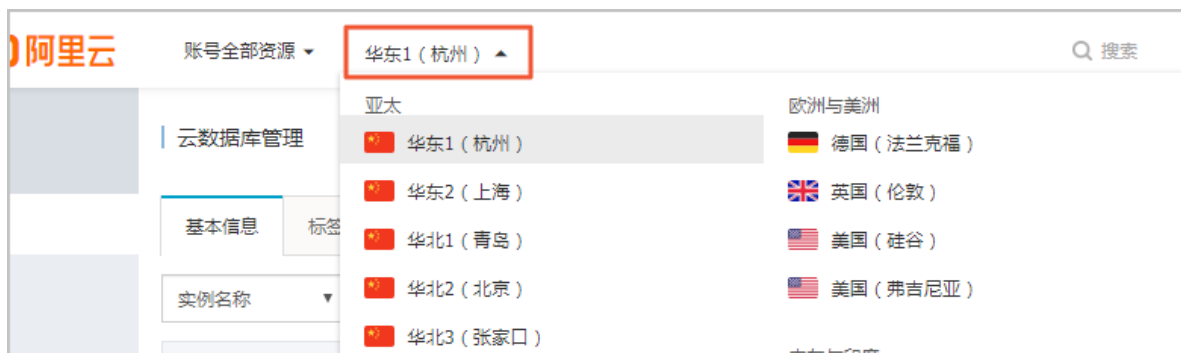 阿里云
账号全部资源
华东1（杭州）
搜索
亚太
欧洲与美洲
云数据库管理
华东1（杭州）
德国（法兰克福）
华东2（上海）
英国（伦敦）
基本信息
标签
华北1（青岛）
美国（硅谷）
实例名称
华北2（北京）
美国（弗吉尼亚）
华北3（张家口）